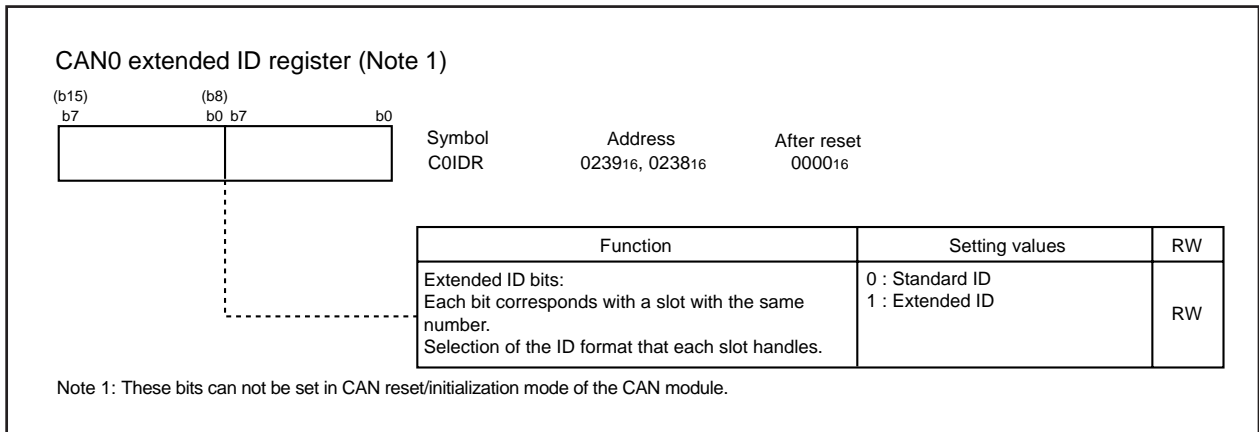 CAN0 extended ID register (Note 1)
(b15) (b8)
b7 b0 b7 b0
Symbol Address After reset
C0IDR 023916, 023816 000016
Function Setting values RW
Extended ID bits: 0 : Standard ID
Each bit corresponds with a slot with the same 1 : Extended ID
number. RW
Selection of the ID format that each slot handles.
Note 1: These bits can not be set in CAN reset/initialization mode of the CAN module.